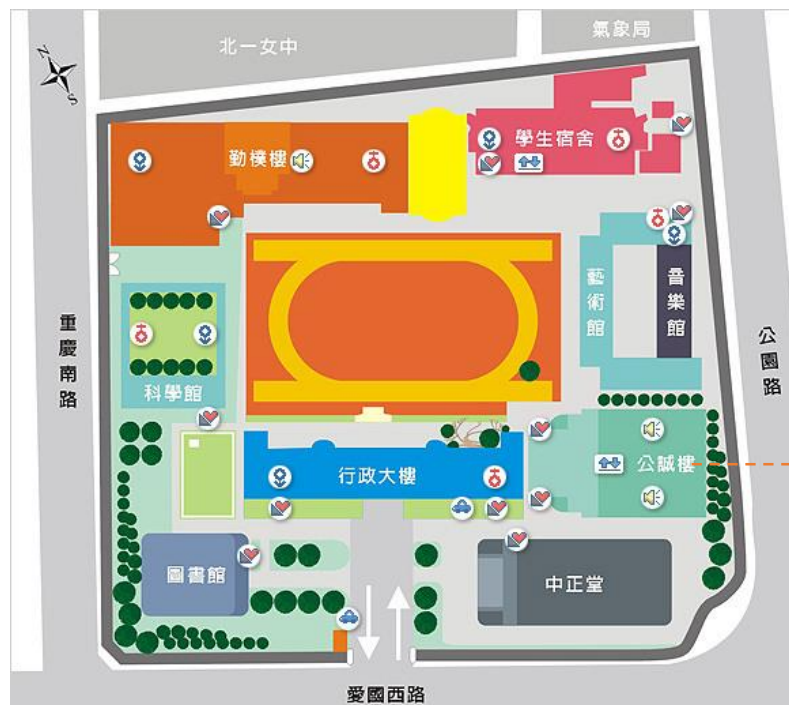 氣象局
北一女中
N
S
學生宿舍
勤樸樓
藝術館
音樂館
重慶南路
公園路
科學館
公誠樓
行政大樓
圖書館
中正堂
愛國西路